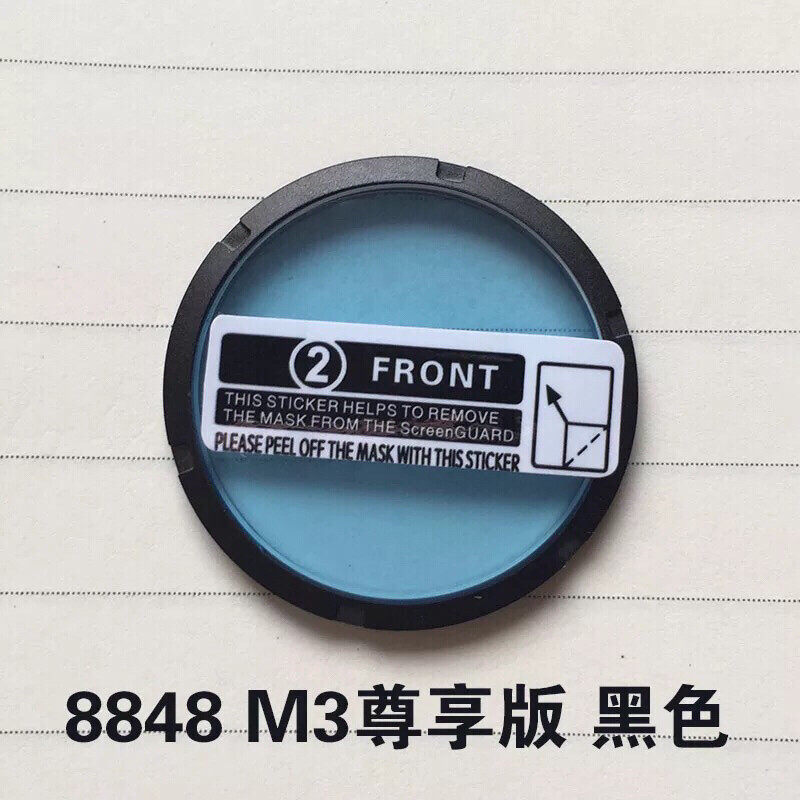 2 FRONT
THIS STICKER HELPS TO REMOVE
THE MASK FROM THE ScreenGUARD
PLEASE PEEL OFF THE MASK WITH THIS STICKER
8848 M3尊享版 黑色